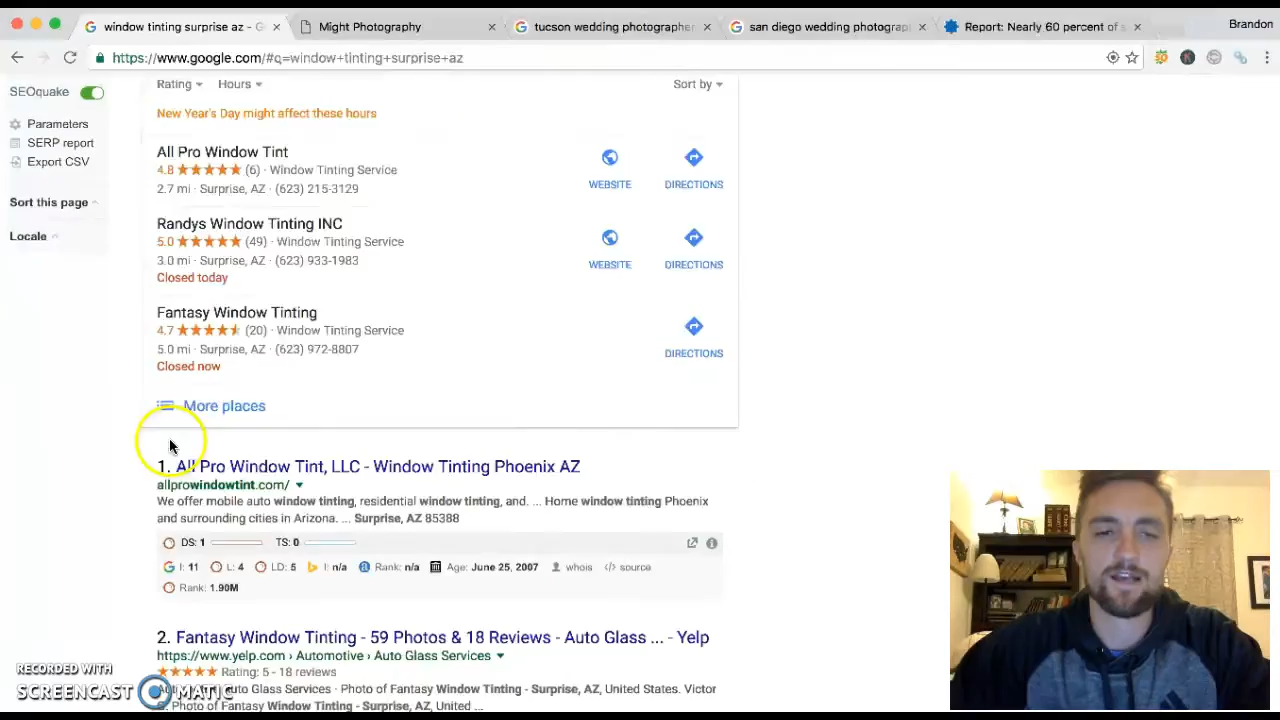 window tinting surprise az - G
Might Photography
tucson wedding photographer
san diego wedding photograp
Report: Nearly 60 percent of s
Brandon
https://www.google.com/#q=window+tinting+surprise+az
SEOquake
Parameters
SERP report
Export CSV
Sort this page
Locale
Rating Hours Sort by
New Year's Day might affect these hours
All Pro Window Tint
4.8 ★★★★★ (6) · Window Tinting Service
2.7 mi · Surprise, AZ · (623) 215-3129
WEBSITE DIRECTIONS
Randys Window Tinting INC
5.0 ★★★★★ (49) · Window Tinting Service
3.0 mi · Surprise, AZ · (623) 933-1983
Closed today
WEBSITE DIRECTIONS
Fantasy Window Tinting
4.7 ★★★★★ (20) · Window Tinting Service
5.0 mi · Surprise, AZ · (623) 972-8807
Closed now
DIRECTIONS
More places
1. All Pro Window Tint, LLC - Window Tinting Phoenix AZ
allprowindowtint.com/
We offer mobile auto window tinting, residential window tinting, and. ... Home window tinting Phoenix
and surrounding cities in Arizona. ... Surprise, AZ 85388
DS: 1 TS: 0
I: 11 L: 4 LD: 5 I: n/a Rank: n/a Age: June 25, 2007 whois </> source
Rank: 1.90M
2. Fantasy Window Tinting - 59 Photos & 18 Reviews - Auto Glass ... - Yelp
https://www.yelp.com › Automotive › Auto Glass Services
★★★★★ Rating: 5 - 18 reviews
Auto Glass Services · Photo of Fantasy Window Tinting - Surprise, AZ, United States. Victor
Photo of Fantasy Window Tinting - Surprise, AZ, United ...
RECORDED WITH
SCREENCAST MATIC